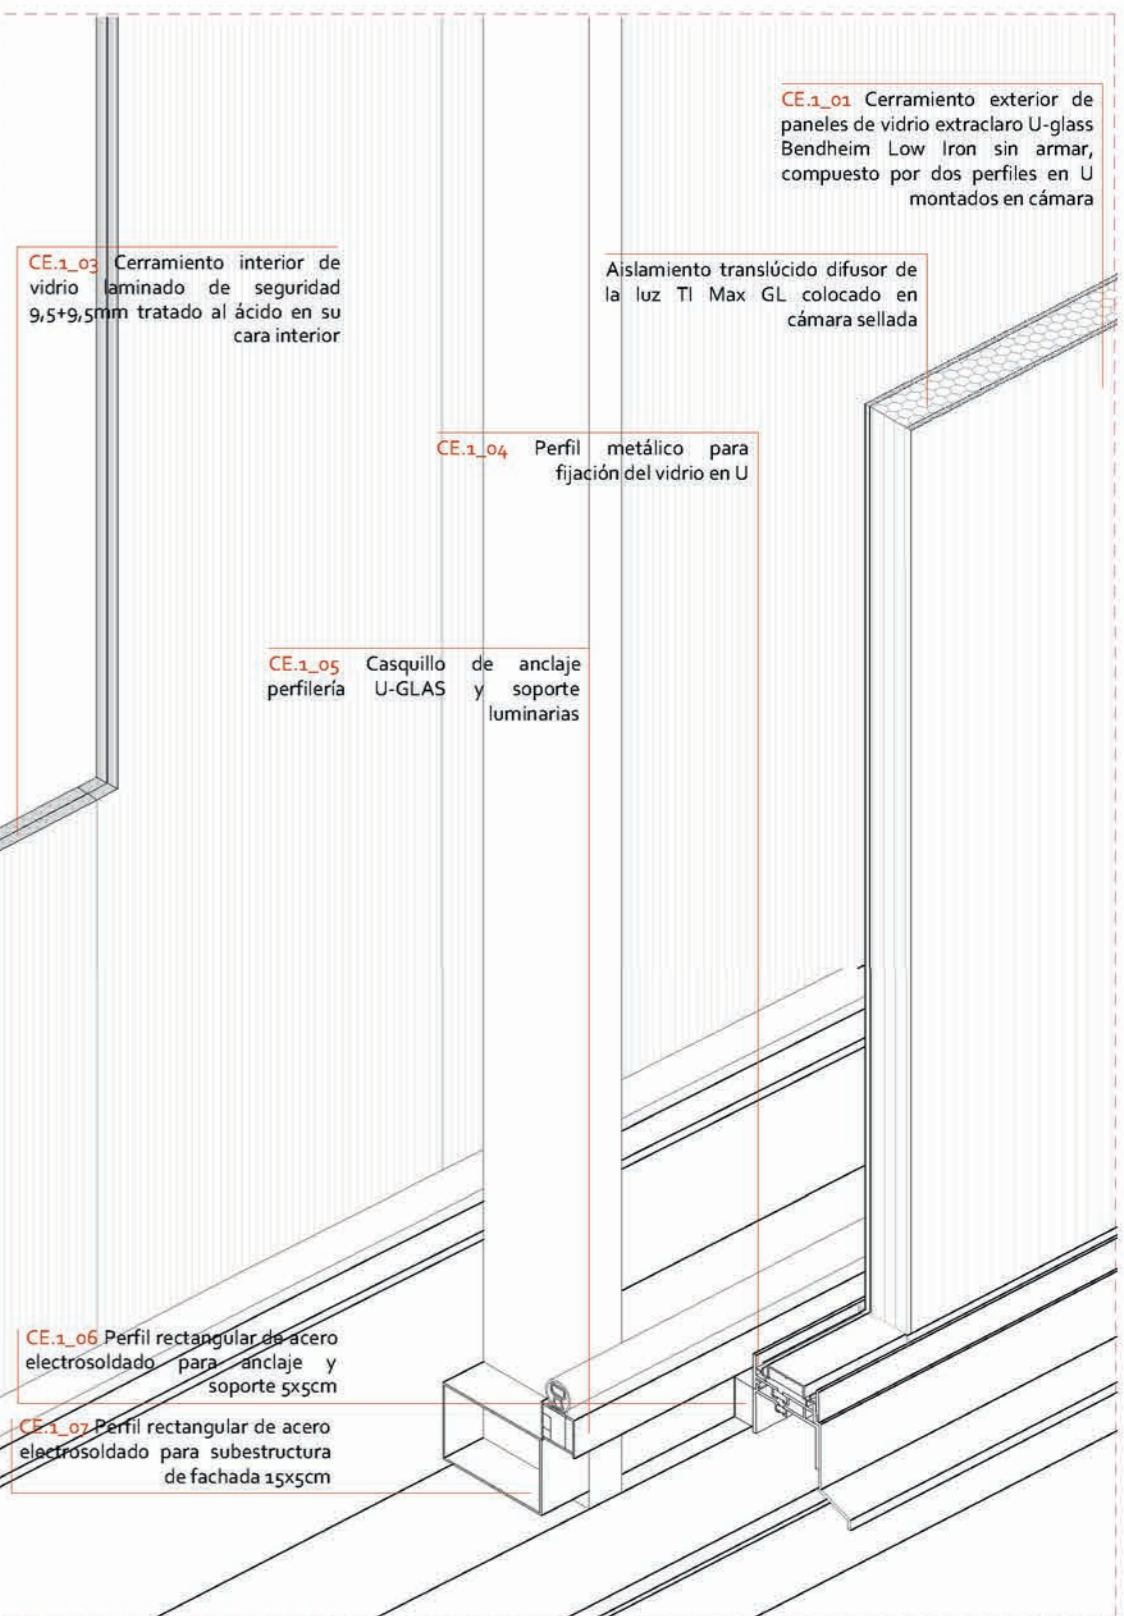 CE.1_01 Cerramiento exterior de
paneles de vidrio extraclaro U-glass
Bendheim Low Iron sin armar,
compuesto por dos perfiles en U
montados en cámara
CE.1_03 Cerramiento interior de
vidrio laminado de seguridad
9,5+9,5mm tratado al ácido en su
cara interior
Aislamiento translúcido difusor de
la luz TI Max GL colocado en
cámara sellada
CE.1_04 Perfil metálico para
fijación del vidrio en U
CE.1_05 Casquillo de anclaje
perfilería U-GLAS y soporte
luminarias
CE.1_06 Perfil rectangular de acero
electrosoldado para anclaje y
soporte 5x5cm
CE.1_07 Perfil rectangular de acero
electrosoldado para subestructura
de fachada 15x5cm